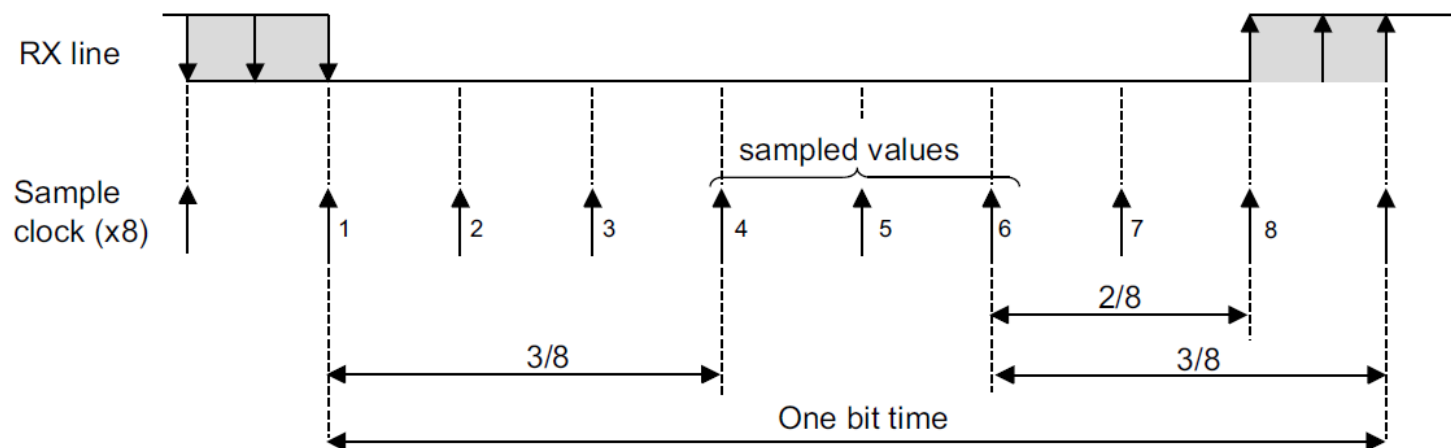 RX line
sampled values
Sample
clock (x8)
1 2 3 4 5 6 7 8
2/8
3/8 3/8
One bit time